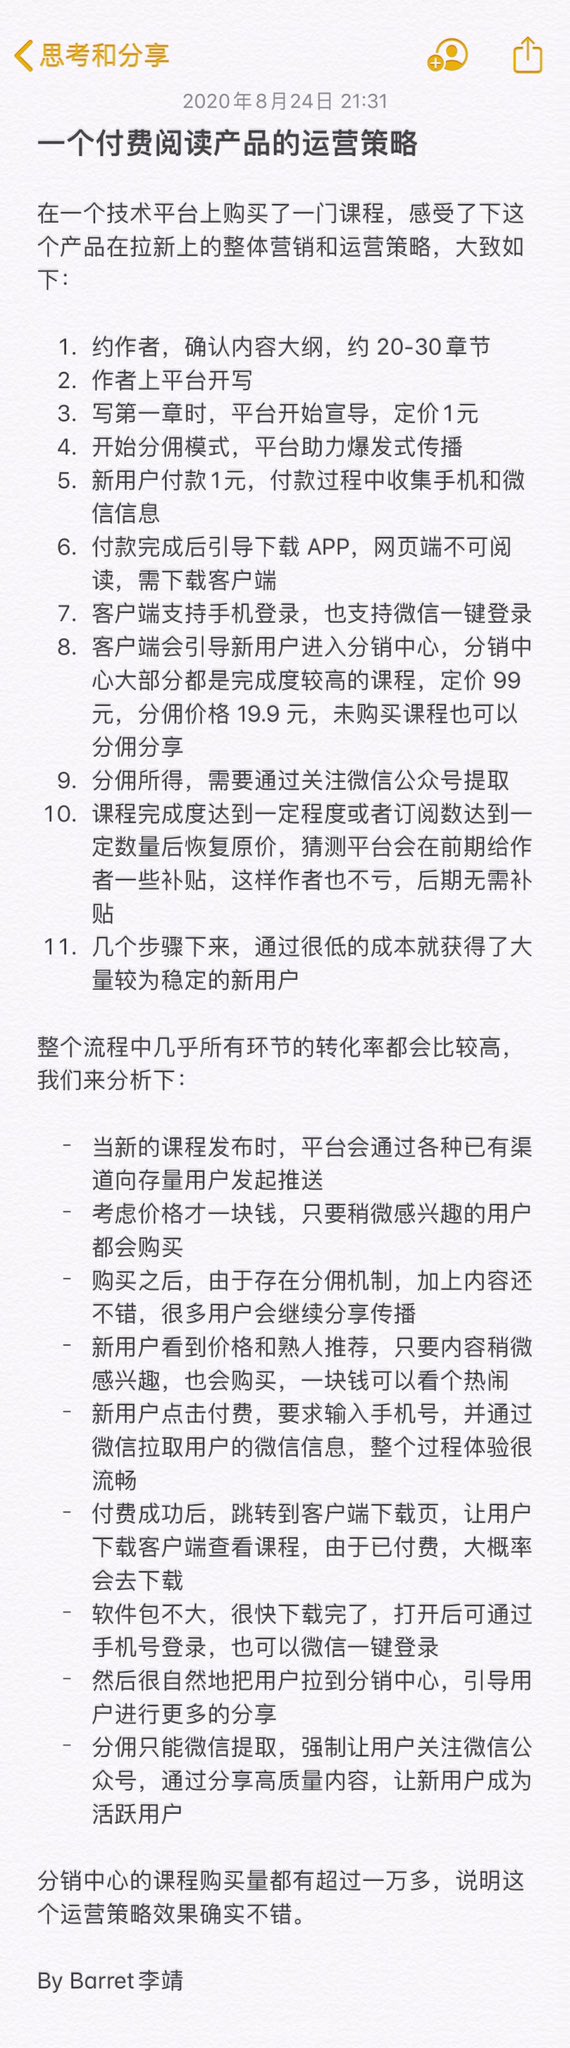 思考和分享
2020年8月24日 21:31
一个付费阅读产品的运营策略
在一个技术平台上购买了一门课程，感受了下这
个产品在拉新上的整体营销和运营策略，大致如
下：
1. 约作者，确认内容大纲，约 20-30章节
2. 作者上平台开写
3. 写第一章时，平台开始宣导，定价1元
4. 开始分佣模式，平台助力爆发式传播
5. 新用户付款1元，付款过程中收集手机和微
信信息
6. 付款完成后引导下载 APP，网页端不可阅
读，需下载客户端
7. 客户端支持手机登录，也支持微信一键登录
8. 客户端会引导新用户进入分销中心，分销中
心大部分都是完成度较高的课程，定价 99
元，分佣价格 19.9 元，未购买课程也可以
分佣分享
9. 分佣所得，需要通过关注微信公众号提取
10. 课程完成度达到一定程度或者订阅数达到一
定数量后恢复原价，猜测平台会在前期给作
者一些补贴，这样作者也不亏，后期无需补
贴
11. 几个步骤下来，通过很低的成本就获得了大
量较为稳定的新用户
整个流程中几乎所有环节的转化率都会比较高，
我们来分析下：
- 当新的课程发布时，平台会通过各种已有渠
道向存量用户发起推送
- 考虑价格才一块钱，只要稍微感兴趣的用户
都会购买
- 购买之后，由于存在分佣机制，加上内容还
不错，很多用户会继续分享传播
- 新用户看到价格和熟人推荐，只要内容稍微
感兴趣，也会购买，一块钱可以看个热闹
- 新用户点击付费，要求输入手机号，并通过
微信拉取用户的微信信息，整个过程体验很
流畅
- 付费成功后，跳转到客户端下载页，让用户
下载客户端查看课程，由于已付费，大概率
会去下载
- 软件包不大，很快下载完了，打开后可通过
手机号登录，也可以微信一键登录
- 然后很自然地把用户拉到分销中心，引导用
户进行更多的分享
- 分佣只能微信提取，强制让用户关注微信公
众号，通过分享高质量内容，让新用户成为
活跃用户
分销中心的课程购买量都有超过一万多，说明这
个运营策略效果确实不错。
By Barret李靖